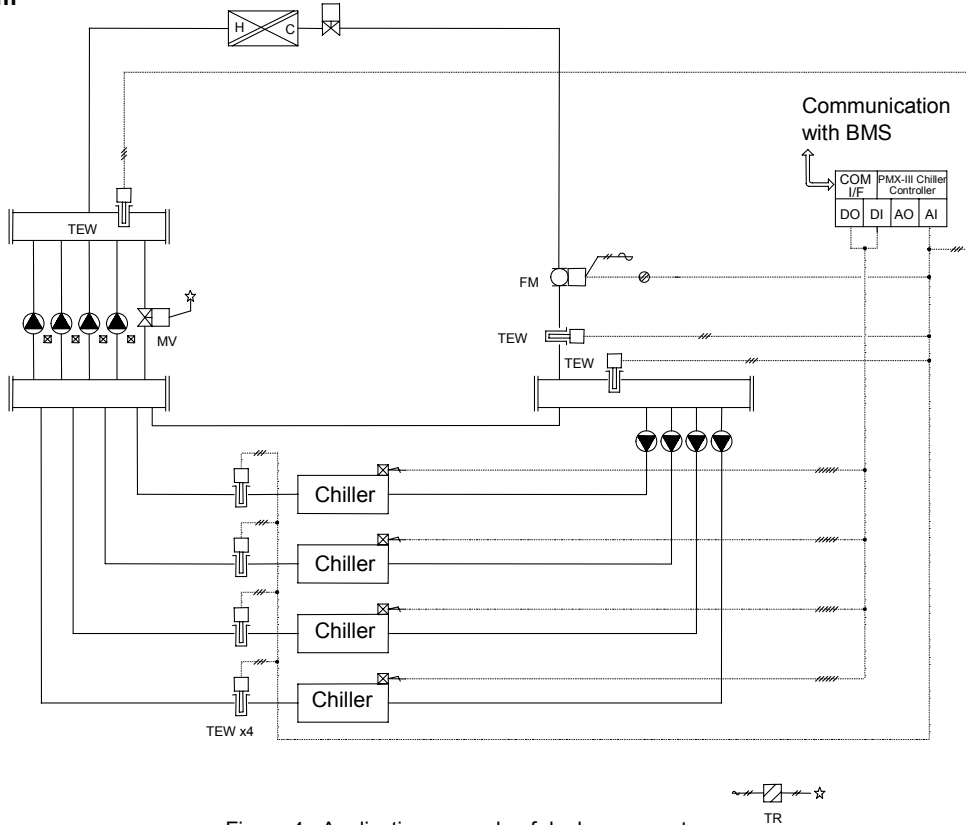 H C
Communication
with BMS
COM
I/F
PMX-III Chiller
Controller
DO DI AO AI
TEW
FM
MV
TEW
TEW
Chiller
Chiller
Chiller
Chiller
TEW x4
TR